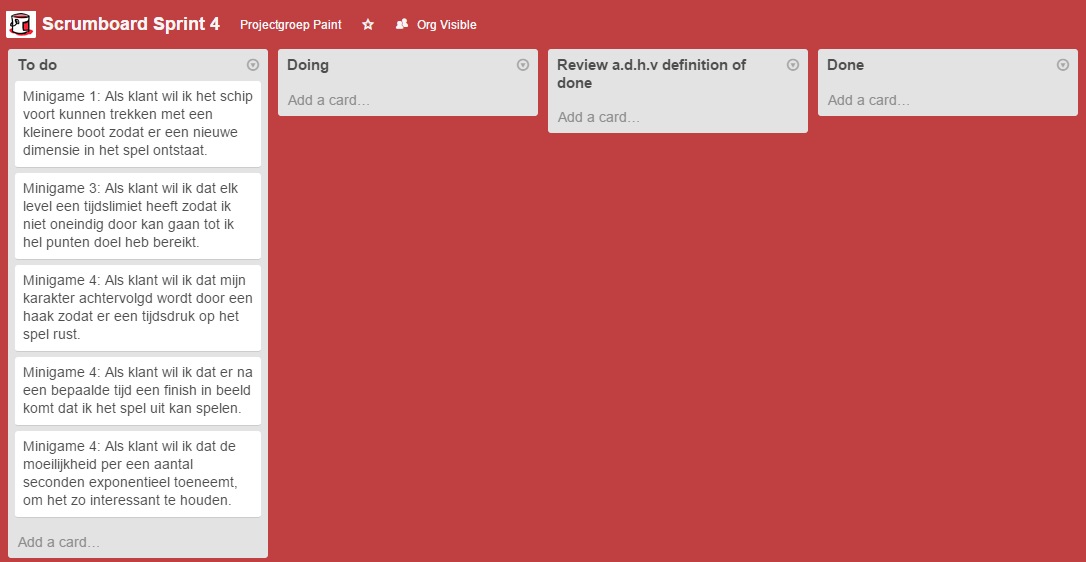 Scrumboard Sprint 4 Projectgroep Paint Org Visible
To do
Minigame 1: Als klant wil ik het schip
voort kunnen trekken met een
kleinere boot zodat er een nieuwe
dimensie in het spel ontstaat.
Minigame 3: Als klant wil ik dat elk
level een tijdslimiet heeft zodat ik
niet oneindig door kan gaan tot ik
hel punten doel heb bereikt.
Minigame 4: Als klant wil ik dat mijn
karakter achtervolgd wordt door een
haak zodat er een tijdsdruk op het
spel rust.
Minigame 4: Als klant wil ik dat er na
een bepaalde tijd een finish in beeld
komt dat ik het spel uit kan spelen.
Minigame 4: Als klant wil ik dat de
moeilijkheid per een aantal
seconden exponentieel toeneemt,
om het zo interessant te houden.
Add a card...
Doing
Add a card...
Review a.d.h.v definition of
done
Add a card...
Done
Add a card...